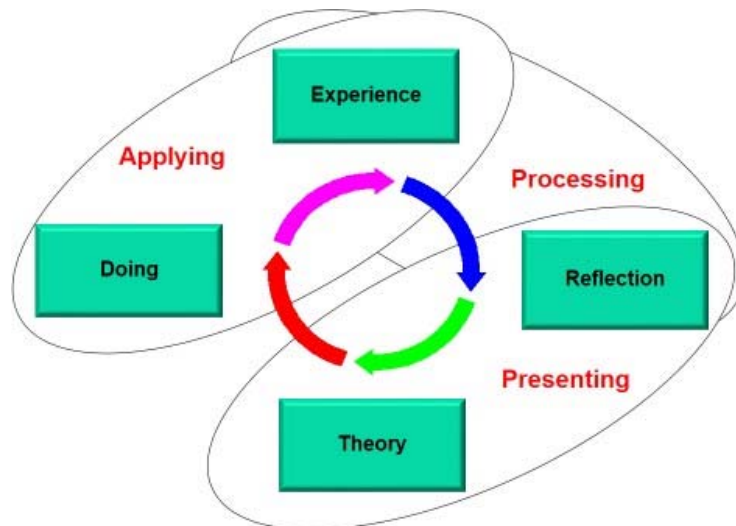 Experience
Applying
Processing
Doing
Reflection
Presenting
Theory